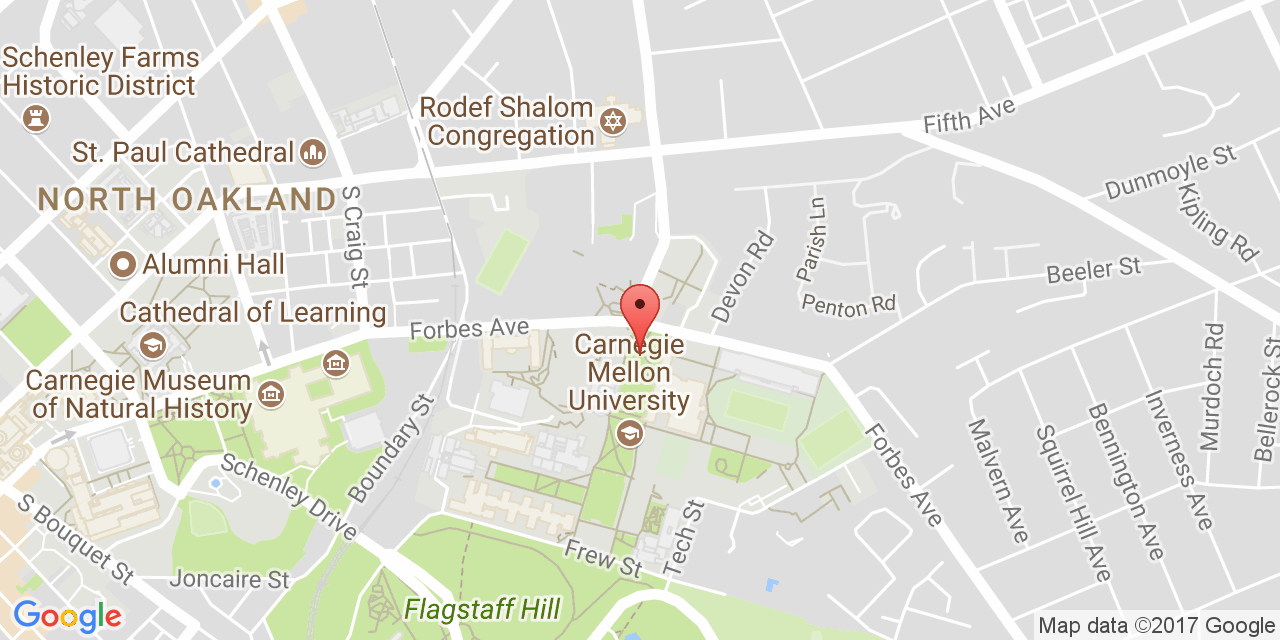 Schenley Farms
Historic District
Rodef Shalom
Congregation
Fifth Ave
St. Paul Cathedral
Dunmoyle St
NORTH OAKLAND
S Craig St
Parish Ln
Kipling Rd
Devon Rd
Alumni Hall
Beeler St
Penton Rd
Cathedral of Learning
Forbes Ave
Carnegie
Mellon
University
Carnegie Museum
of Natural History
Murdoch Rd
Bellerock St
Boundary St
Inverness Ave
Bennington Ave
Squirrel Hill Ave
Malvern Ave
Forbes Ave
Schenley Drive
S Bouquet St
Tech St
Frew St
Joncaire St
Flagstaff Hill
Google
Map data ©2017 Google